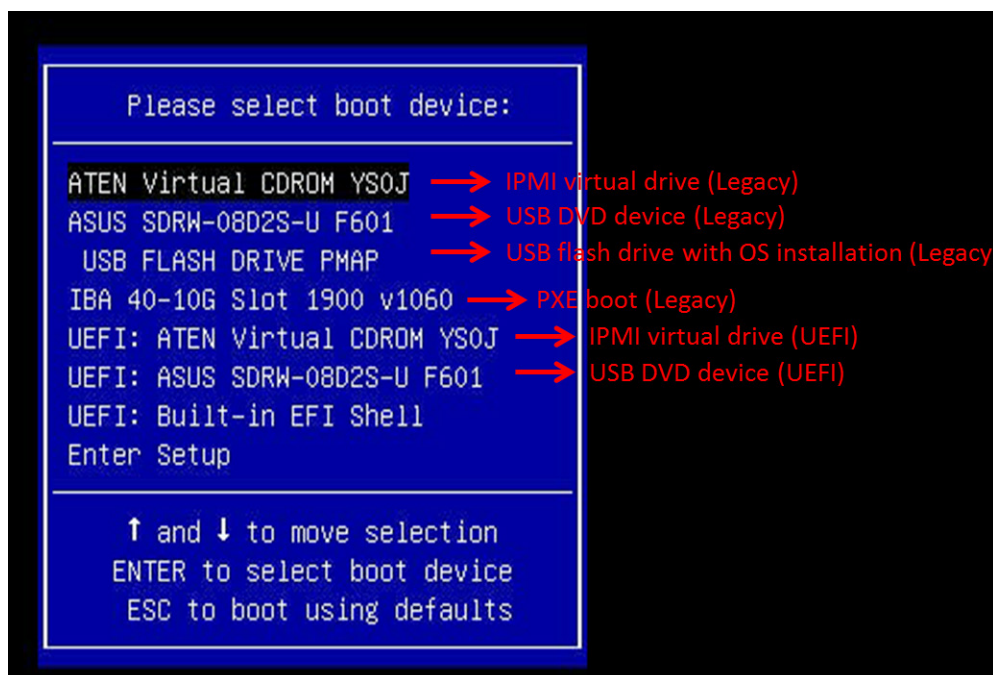 Please select boot device:
ATEN Virtual CDROM YS0J IPMI virtual drive (Legacy)
ASUS SDRW-08D2S-U F601 USB DVD device (Legacy)
USB FLASH DRIVE PMAP USB flash drive with OS installation (Legacy
IBA 40-10G Slot 1900 v1060 PXE boot (Legacy)
UEFI: ATEN Virtual CDROM YS0J IPMI virtual drive (UEFI)
UEFI: ASUS SDRW-08D2S-U F601 USB DVD device (UEFI)
UEFI: Built-in EFI Shell
Enter Setup
↑ and ↓ to move selection
ENTER to select boot device
ESC to boot using defaults